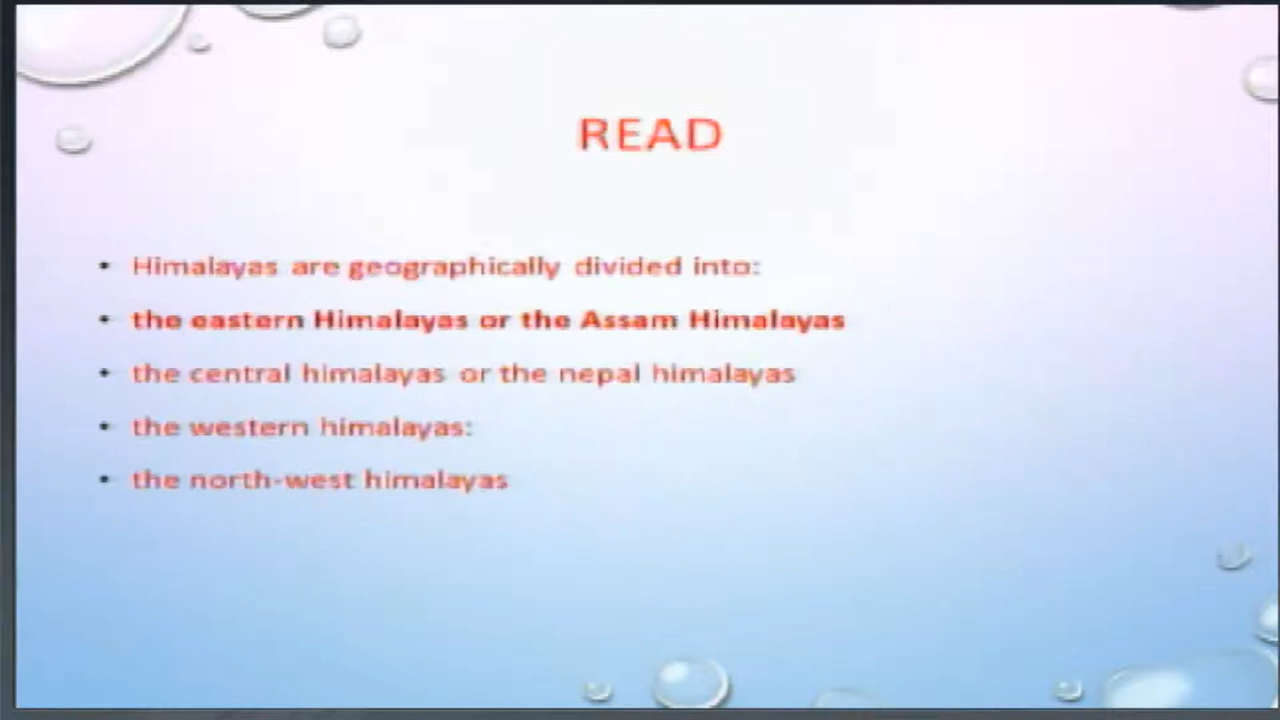 READ
• Himalayas are geographically divided into:
• the eastern Himalayas or the Assam Himalayas
• the central himalayas or the nepal himalayas
• the western himalayas:
• the north-west himalayas